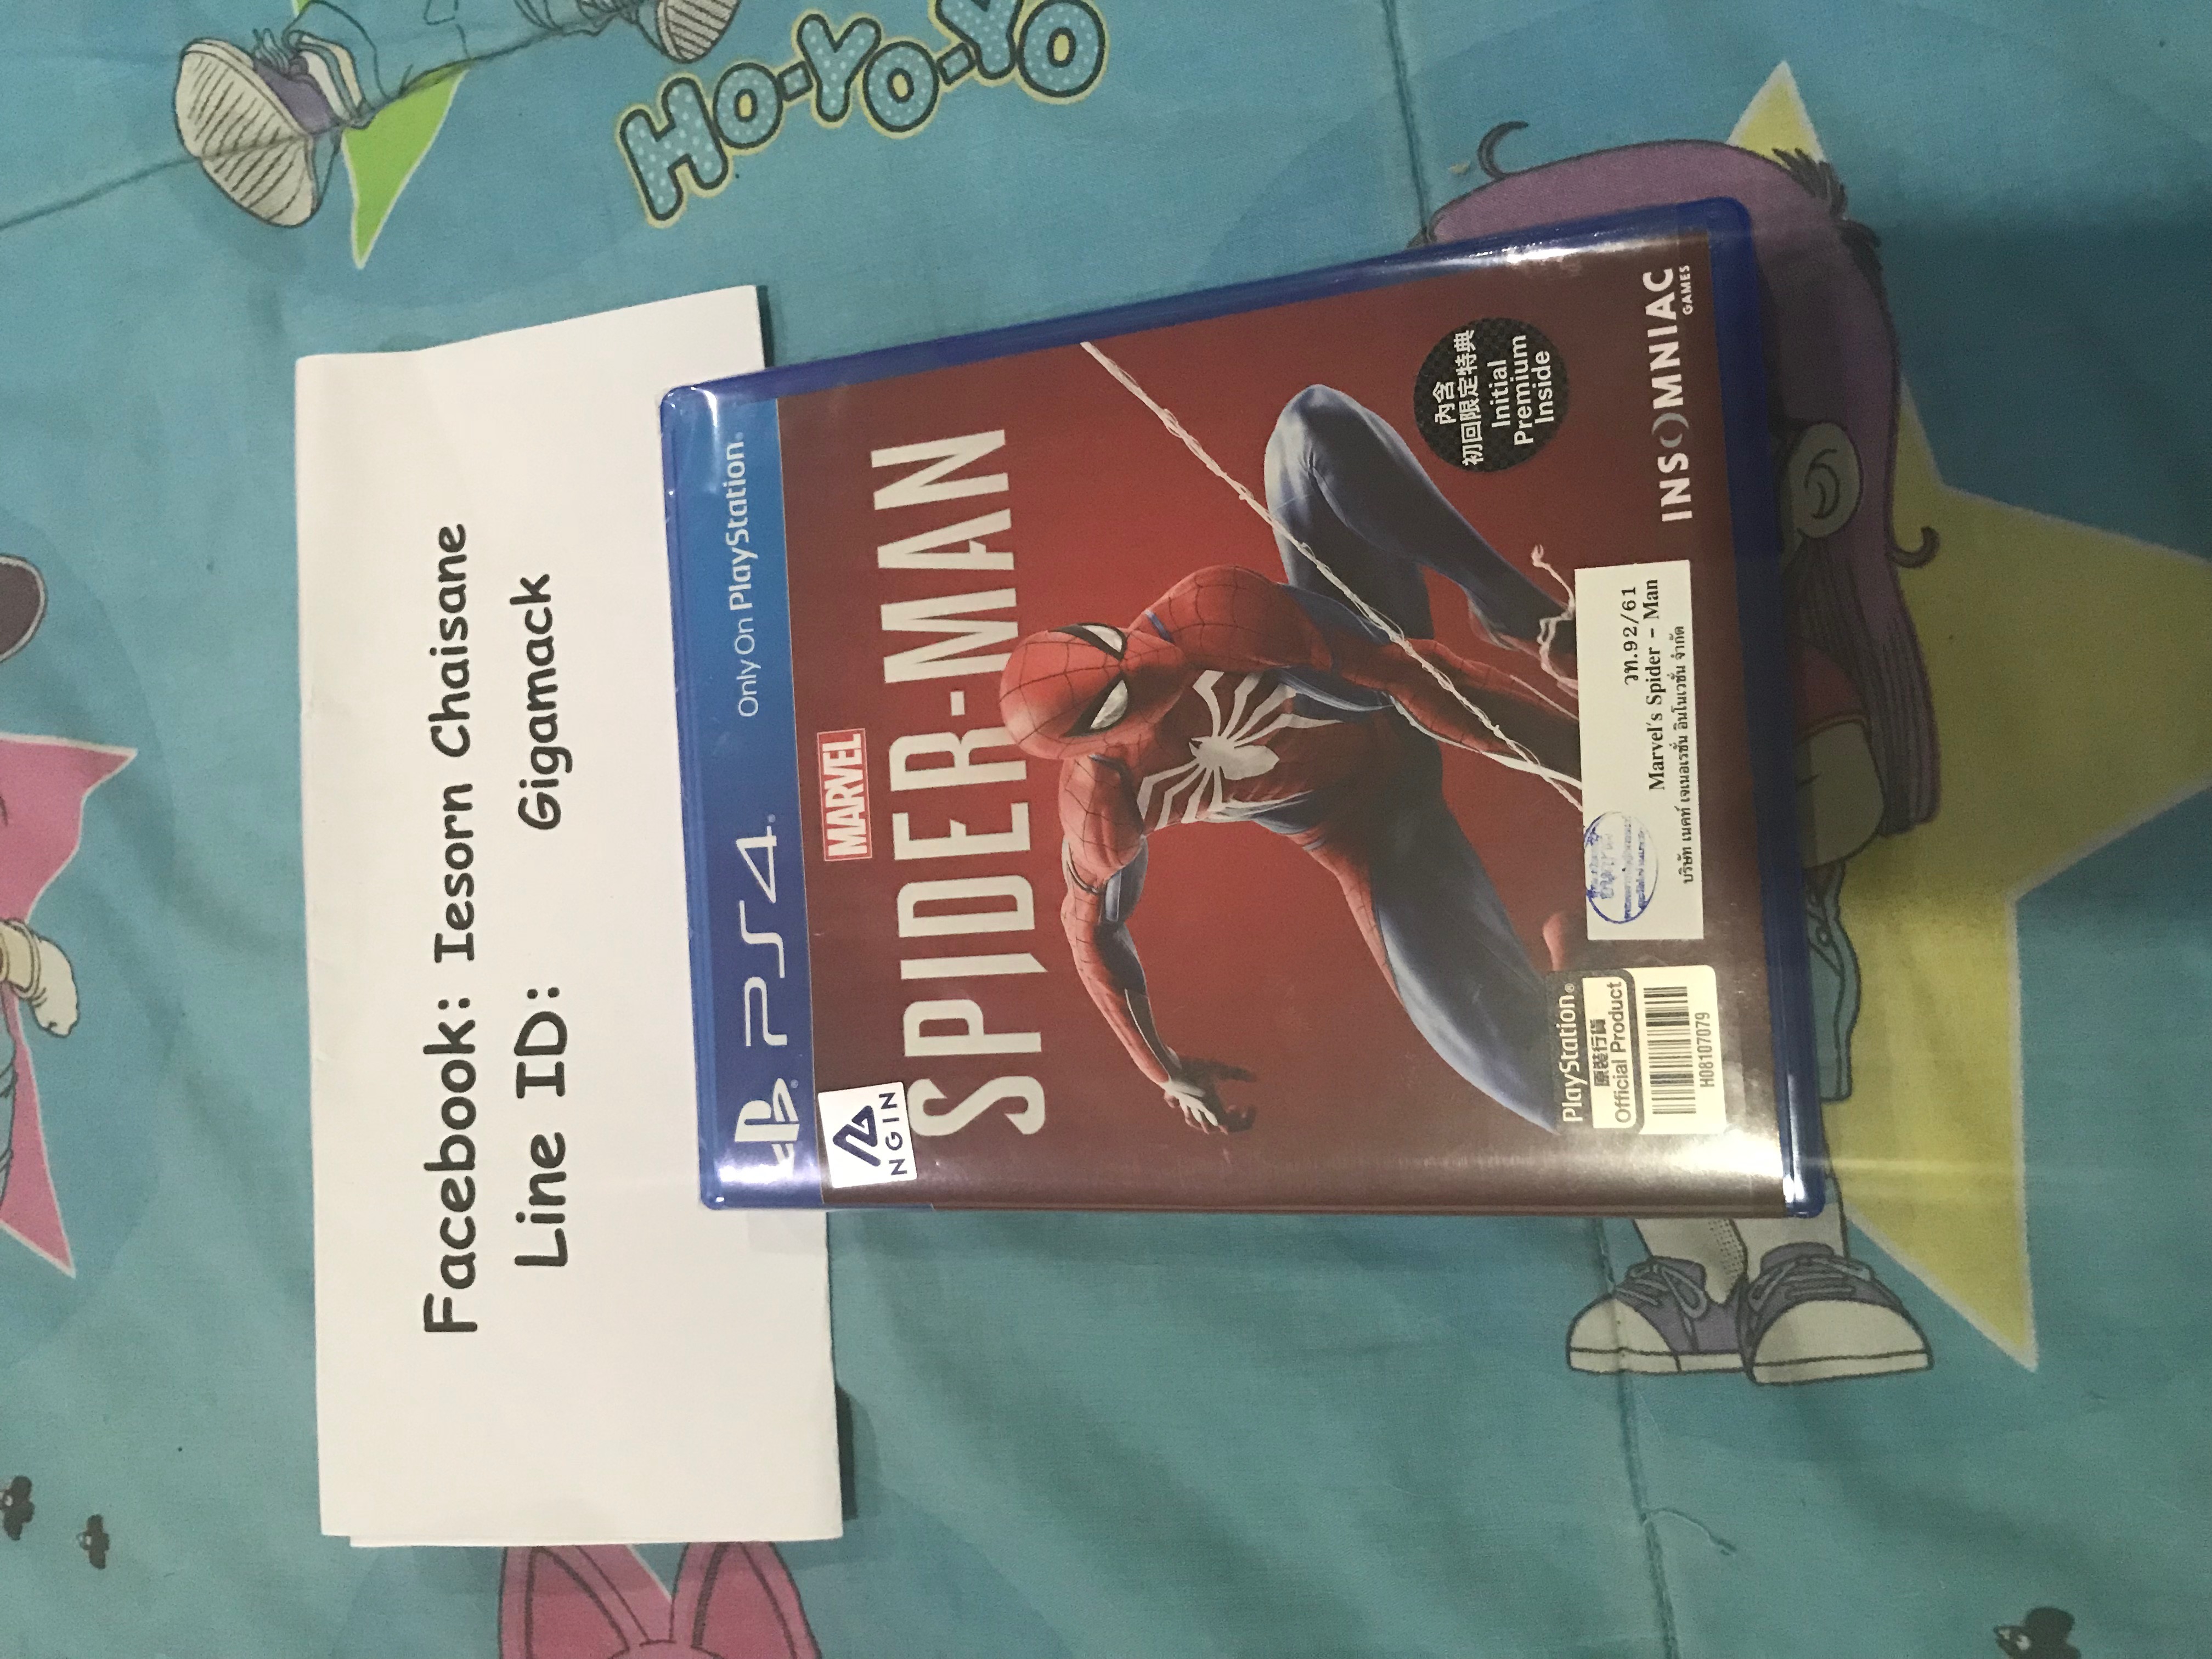 Facebook: Iesorn Chaisane
Line ID: Gigamack
PS4
Only On PlayStation
NGIN
MARVEL
SPIDER-MAN
內含
初回限定特典
Initial
Premium
Inside
PlayStation
原裝行貨
Official Product
H08107079
วท.92/61
Marvel's Spider - Man
บริษัท เนคท์ เจเนอเรชั่น อินโนเวชั่น จำกัด
INSOMNIAC
GAMES
HO-YO-YO